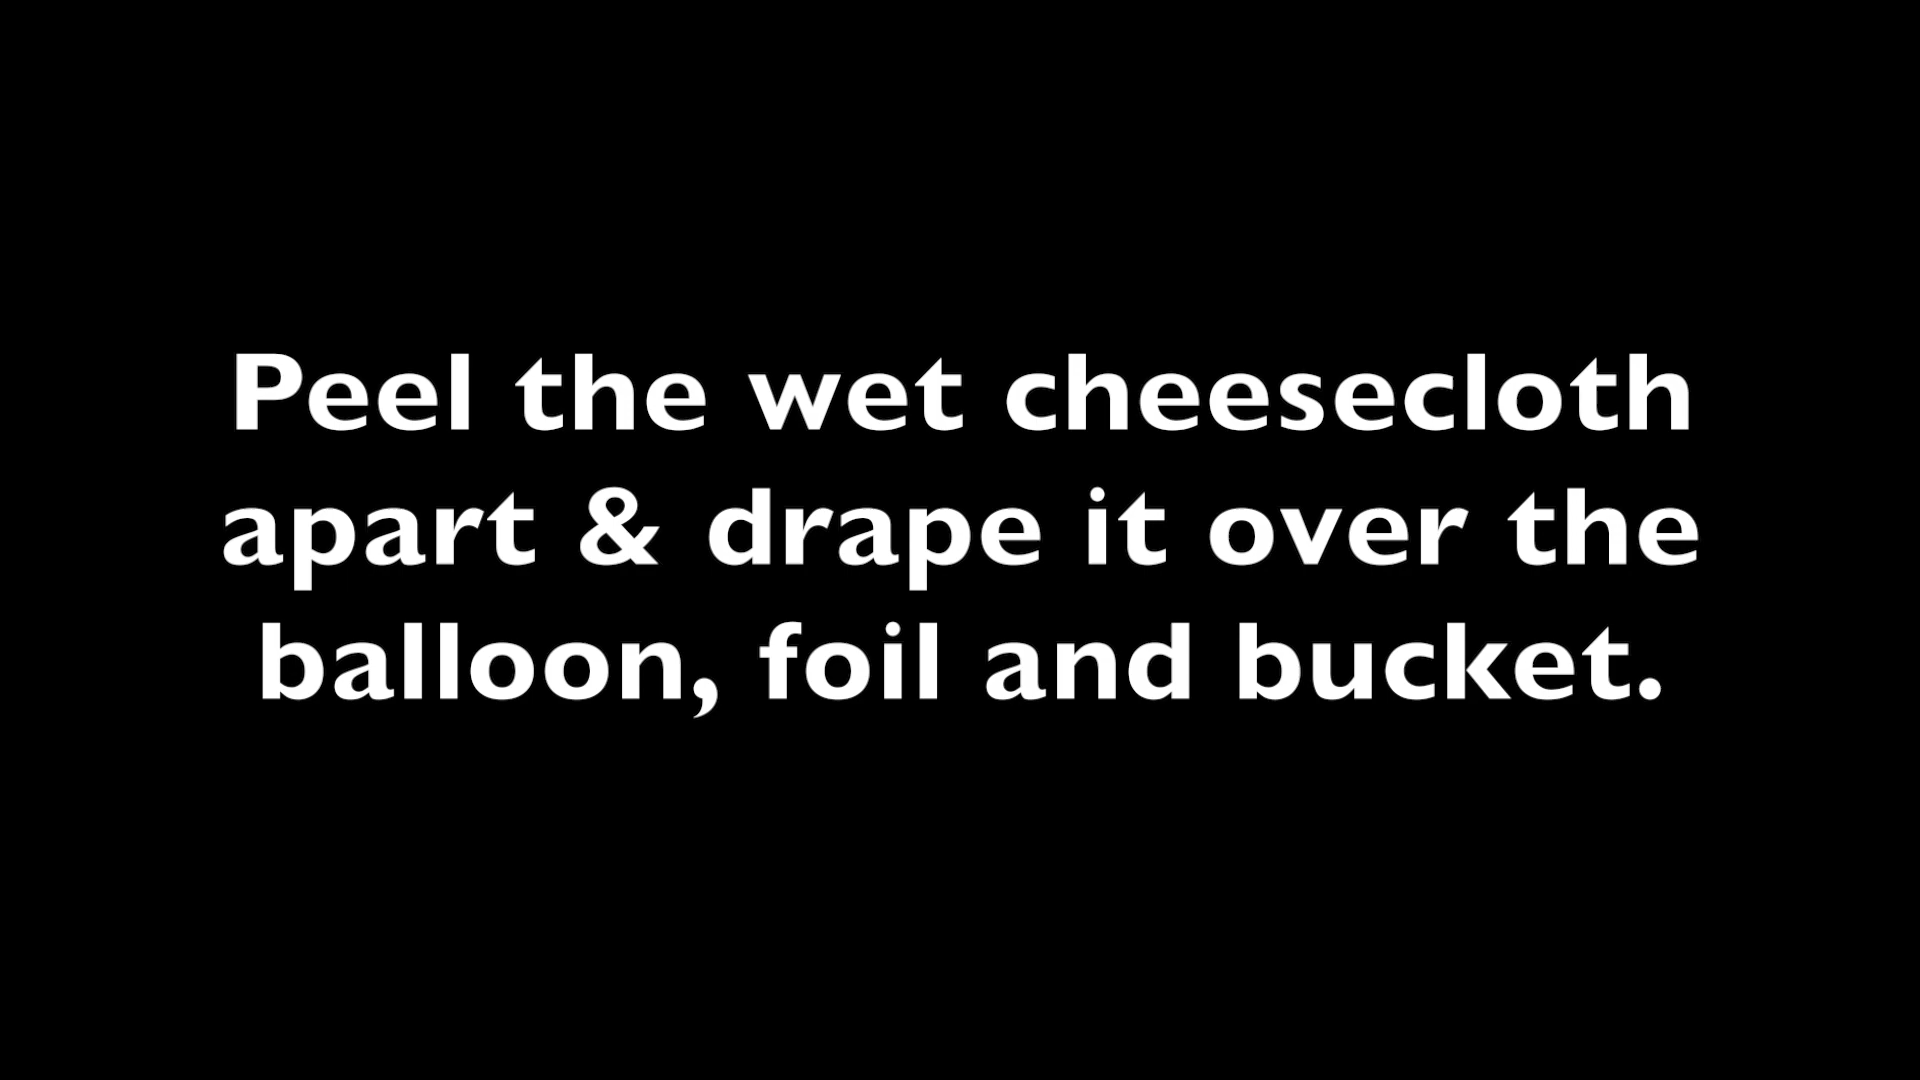 Peel the wet cheesecloth
apart & drape it over the
balloon, foil and bucket.